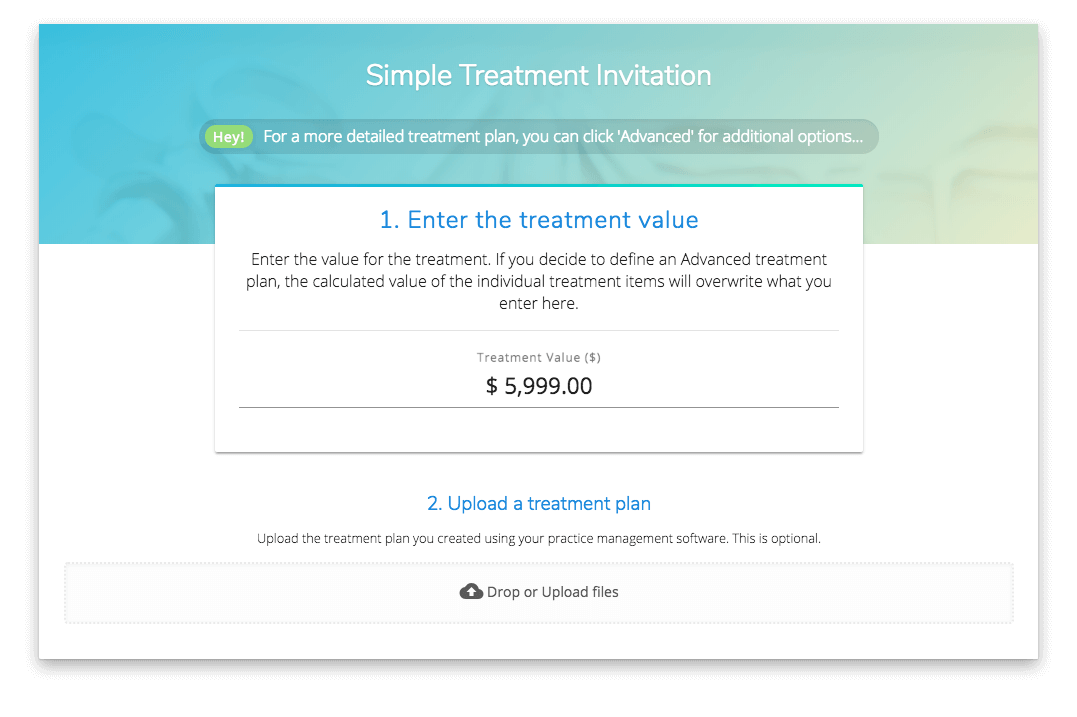 Simple Treatment Invitation
Hey! For a more detailed treatment plan, you can click 'Advanced' for additional options...
1. Enter the treatment value
Enter the value for the treatment. If you decide to define an Advanced treatment
plan, the calculated value of the individual treatment items will overwrite what you
enter here.
Treatment Value ($)
$ 5,999.00
2. Upload a treatment plan
Upload the treatment plan you created using your practice management software. This is optional.
Drop or Upload files